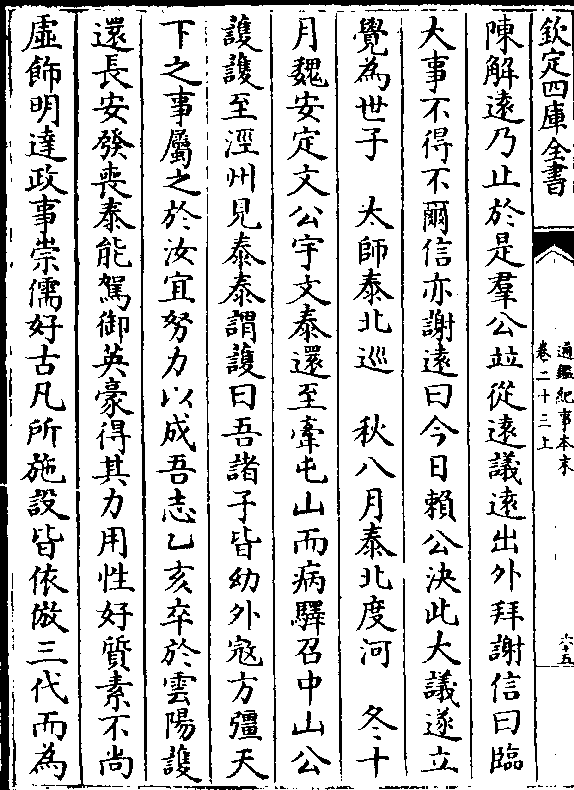 欽定四庫全書
通鑑紀事本末
卷二十三上
六十五
陳解遠乃止於是羣公並從遠議遠出外拜謝信曰臨
大事不得不爾信亦謝遠曰今日賴公決此大議遂立
覺為世子 太師泰北巡 秋八月泰北度河 冬十
月魏安定文公宇文泰還至牽屯山而病驛召中山公
護護至涇州見泰泰謂護曰吾諸子皆幼外寇方彊天
下之事屬之於汝宜努力以成吾志乙亥卒於雲陽護
還長安發喪泰能駕御英豪得其力用性好質素不尚
虛飾明達政事崇儒好古凡所施設皆依倣三代而為